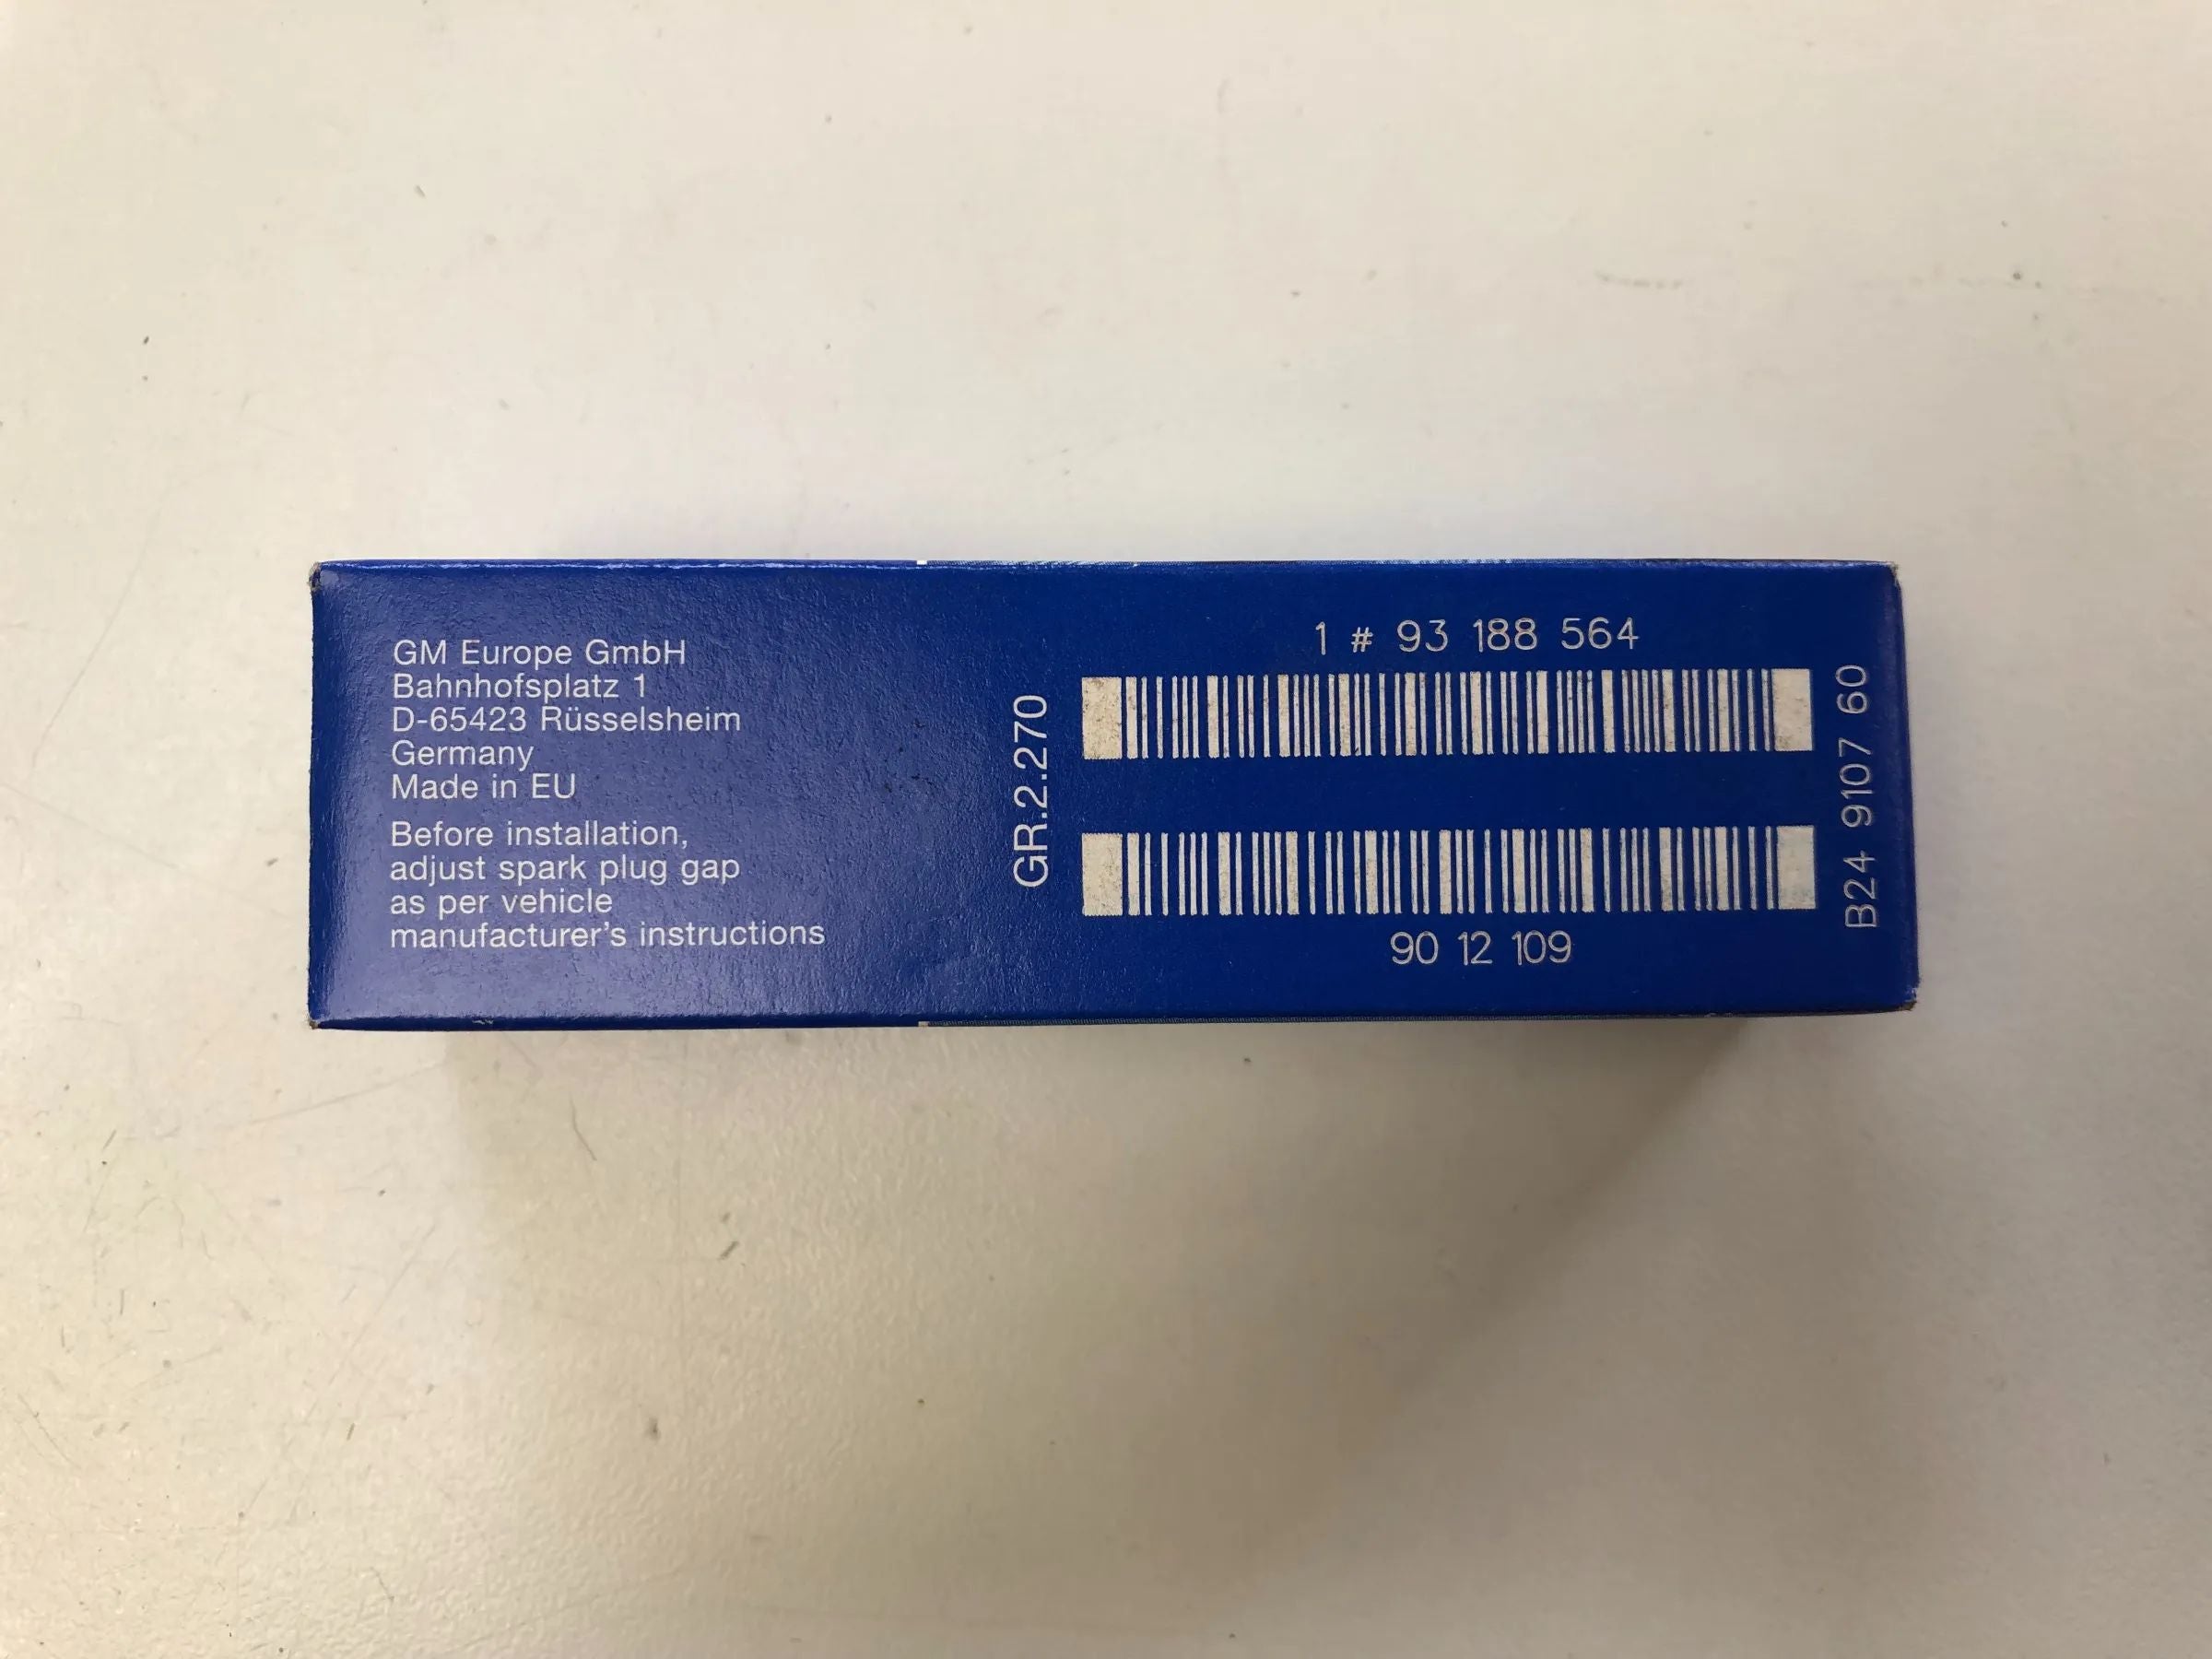 GM Europe GmbH
Bahnhofsplatz 1
D-65423 Rüsselsheim
Germany
Made in EU
Before installation,
adjust spark plug gap
as per vehicle
manufacturer's instructions
GR.2.270
1 # 93 188 564
90 12 109
B24 9107 60